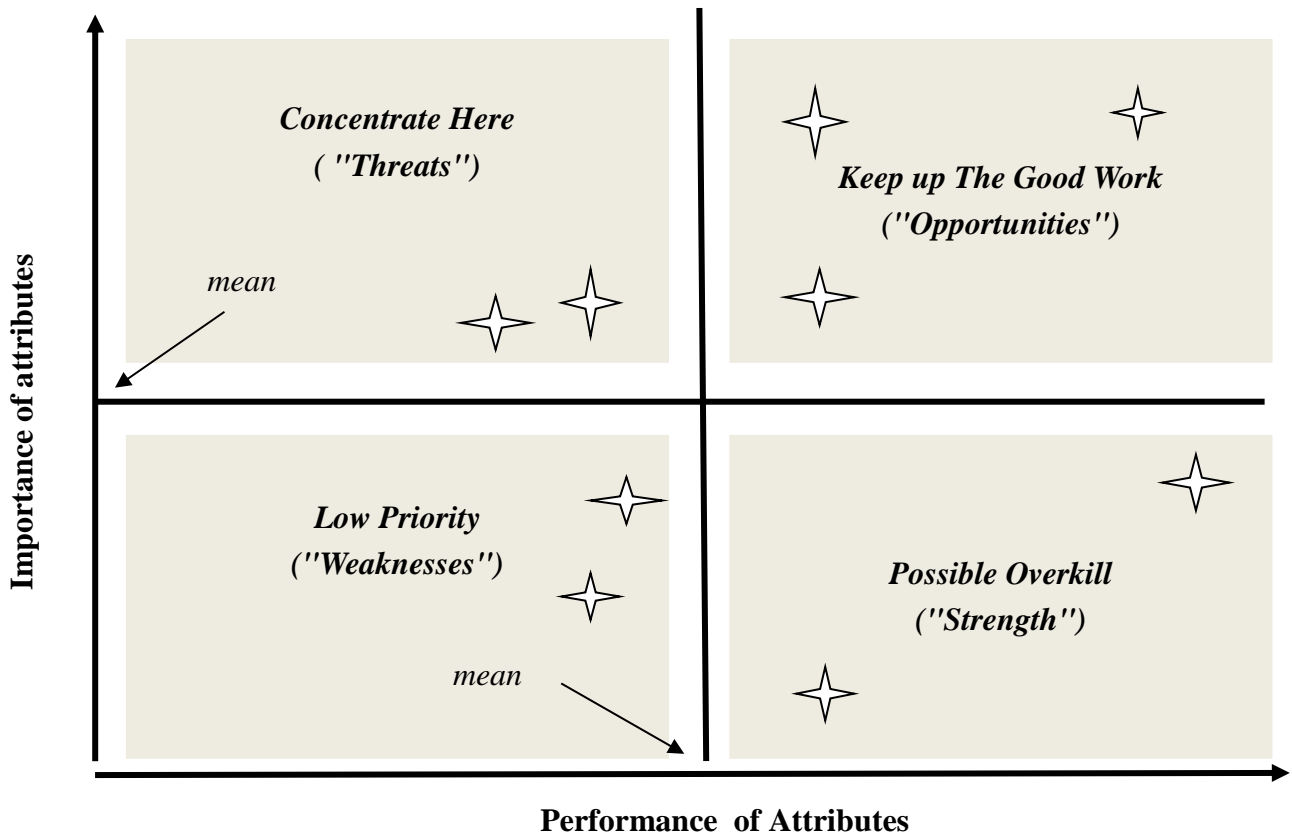 Concentrate Here
( "Threats")
Keep up The Good Work
("Opportunities")
mean
Importance of attributes
Low Priority
("Weaknesses")
Possible Overkill
("Strength")
mean
Performance  of Attributes